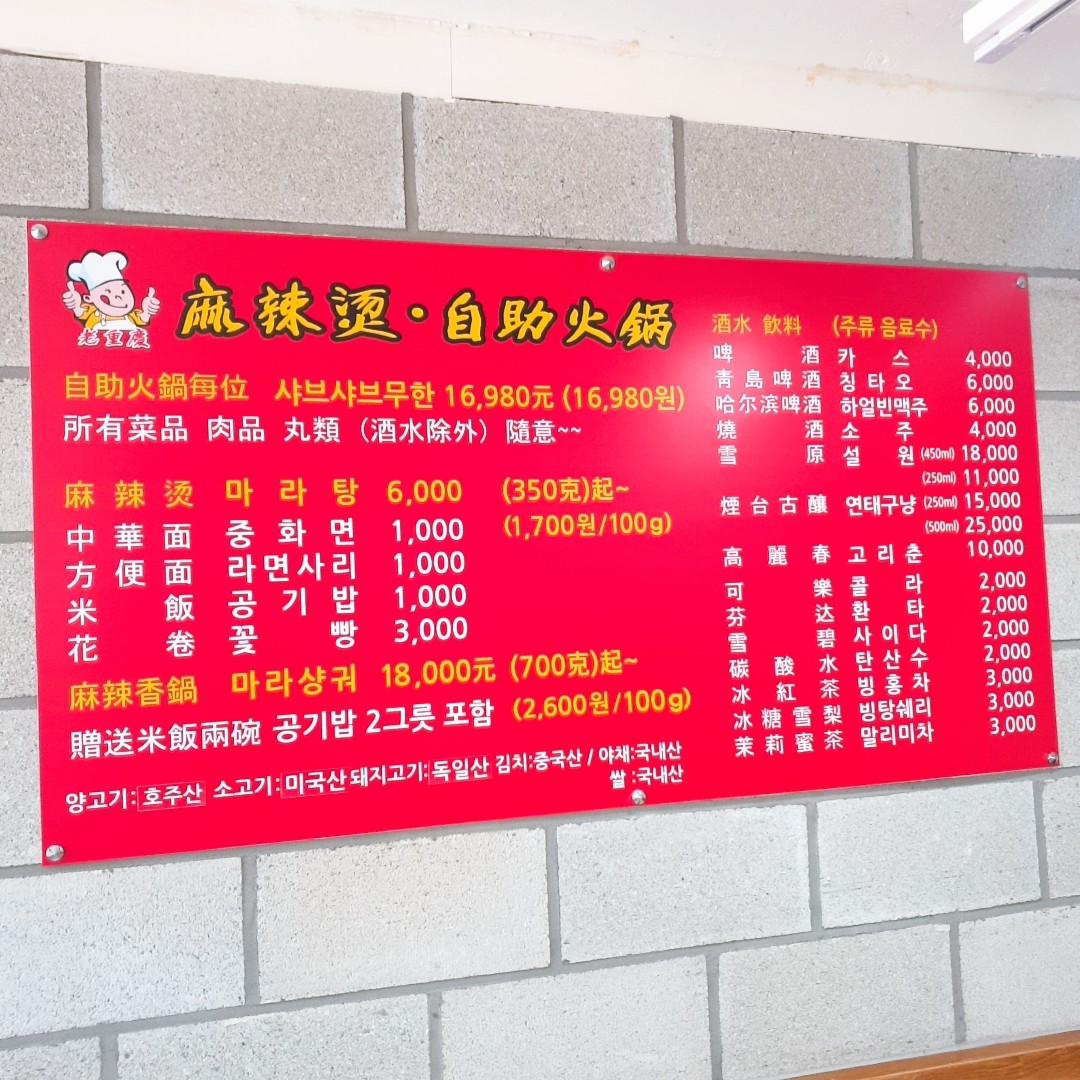 老重慶
麻辣烫·自助火鍋
自助火鍋每位 샤브샤브무한 16,980元 (16,980원)
所有菜品 肉品 丸類 (酒水除外) 隨意~~
麻辣烫 마라탕 6,000 (350克)起~
(1,700원/100g)
中華面 중화면 1,000
方便面 라면사리 1,000
米飯 공기밥 1,000
花卷 꽃빵 3,000
麻辣香鍋 마라샹궈 18,000元 (700克)起~
(2,600원/100g)
贈送米飯兩碗 공기밥 2그릇 포함
양고기: 호주산 소고기: 미국산 돼지고기: 독일산 김치:중국산 / 야채:국내산
쌀 :국내산
酒水 飲料 (주류 음료수)
啤酒 카스 4,000
靑島啤酒 칭타오 6,000
哈尔滨啤酒 하얼빈맥주 6,000
燒酒 소주 4,000
雪原 설원 (450ml) 18,000
(250ml) 11,000
煙台古釀 연태구냥 (250ml) 15,000
(500ml) 25,000
高麗春 고리춘 10,000
可樂 콜라 2,000
芬达 환타 2,000
雪碧 사이다 2,000
碳酸水 탄산수 2,000
冰紅茶 빙홍차 3,000
冰糖雪梨 빙탕쉐리 3,000
茉莉蜜茶 말리미차 3,000